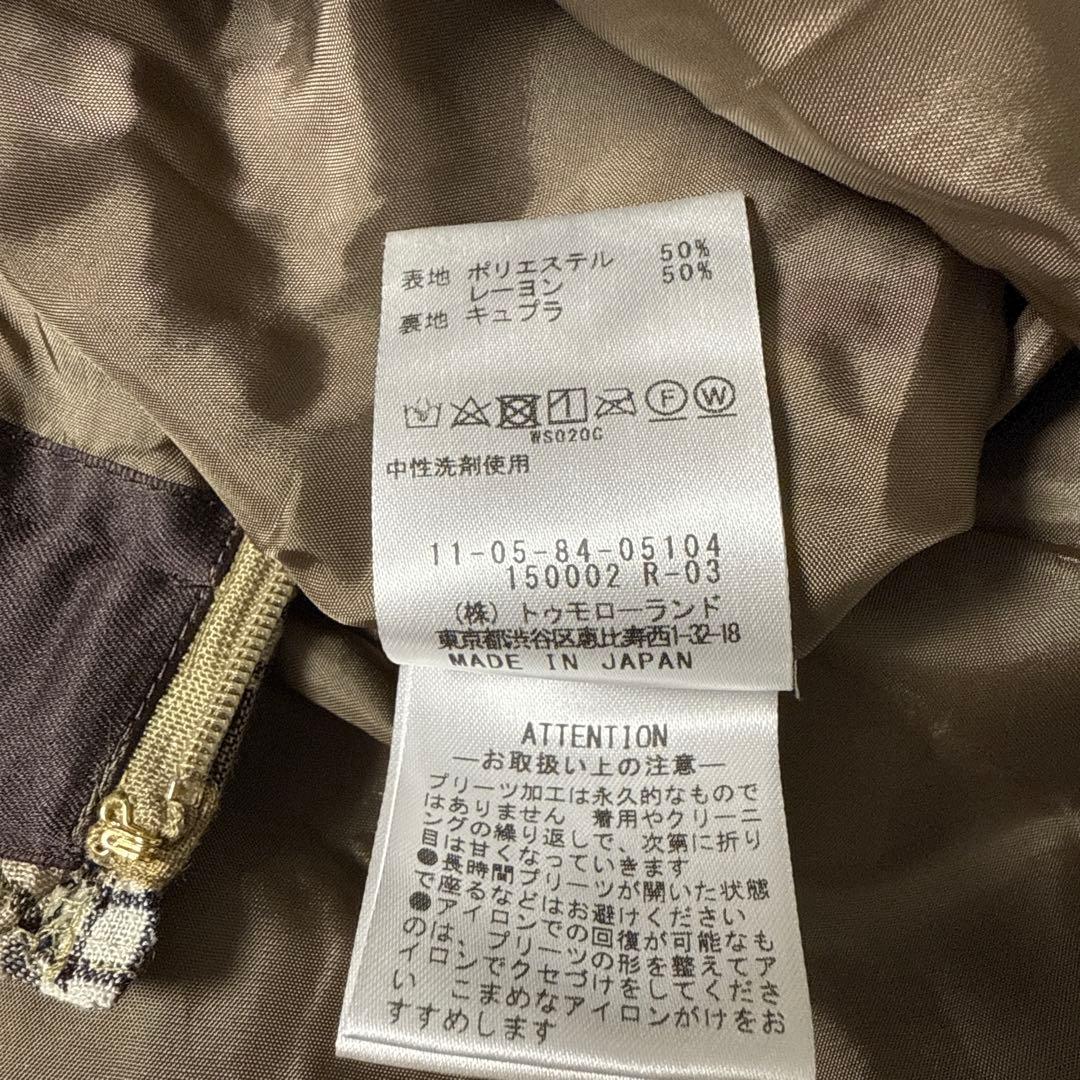 表地 ポリエステル 50%
レーヨン 50%
裏地 キュプラ
F W
WS020C
中性洗剤使用
11-05-84-05104
150002 R-03
(株) トゥモローランド
東京都渋谷区恵比寿西1-32-18
MADE IN JAPAN
ATTENTION
―お取扱い上の注意―
プリーツ加工は永久的なもので
はありません 着用やクリーニ
ングの繰り返しで、次第に折り
目は甘くなっていきます
●長時間プリーツが開いた状態
で座るなどはお避けください
●アイロンでの回復が可能なも
のは、プリーツの形を整えてア
イロンでクセづけをしてくださ
い こまめなアイロンがけをお
すすめします